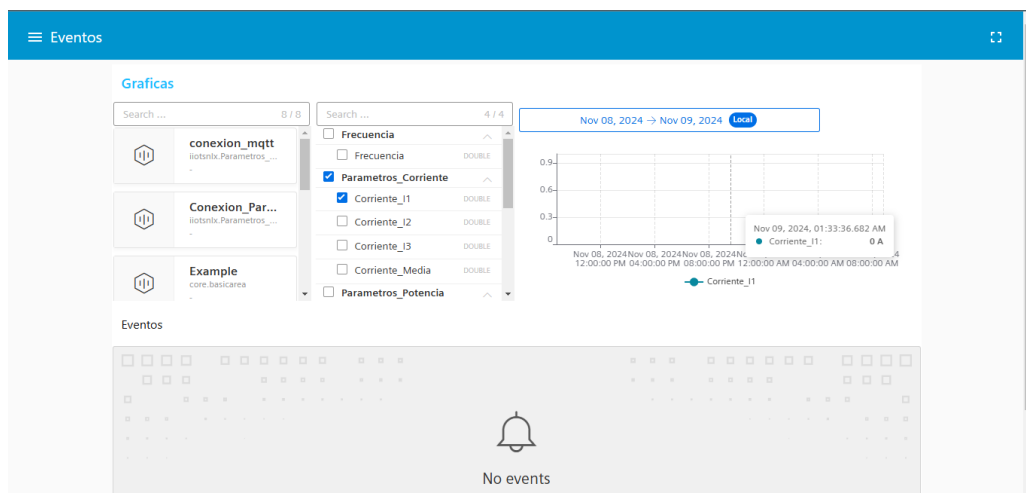 Eventos
Graficas
Search ... 8 / 8
conexion_mqtt
iiotsnlx.Parametros_...
-
Conexion_Par...
iiotsnlx.Parametros_...
-
Example
core.basicarea
-
Search ... 4 / 4
Frecuencia
Frecuencia DOUBLE
Parametros_Corriente
Corriente_I1 DOUBLE
Corriente_I2 DOUBLE
Corriente_I3 DOUBLE
Corriente_Media DOUBLE
Parametros_Potencia
Nov 08, 2024 → Nov 09, 2024 Local
0.9
0.6
0.3
0
Nov 09, 2024, 01:33:36.682 AM
Corriente_I1: 0 A
Nov 08, 2024 Nov 08, 2024 Nov 08, 2024
12:00:00 PM 04:00:00 PM 08:00:00 PM 12:00:00 AM 04:00:00 AM 08:00:00 AM
Corriente_I1
Eventos
No events